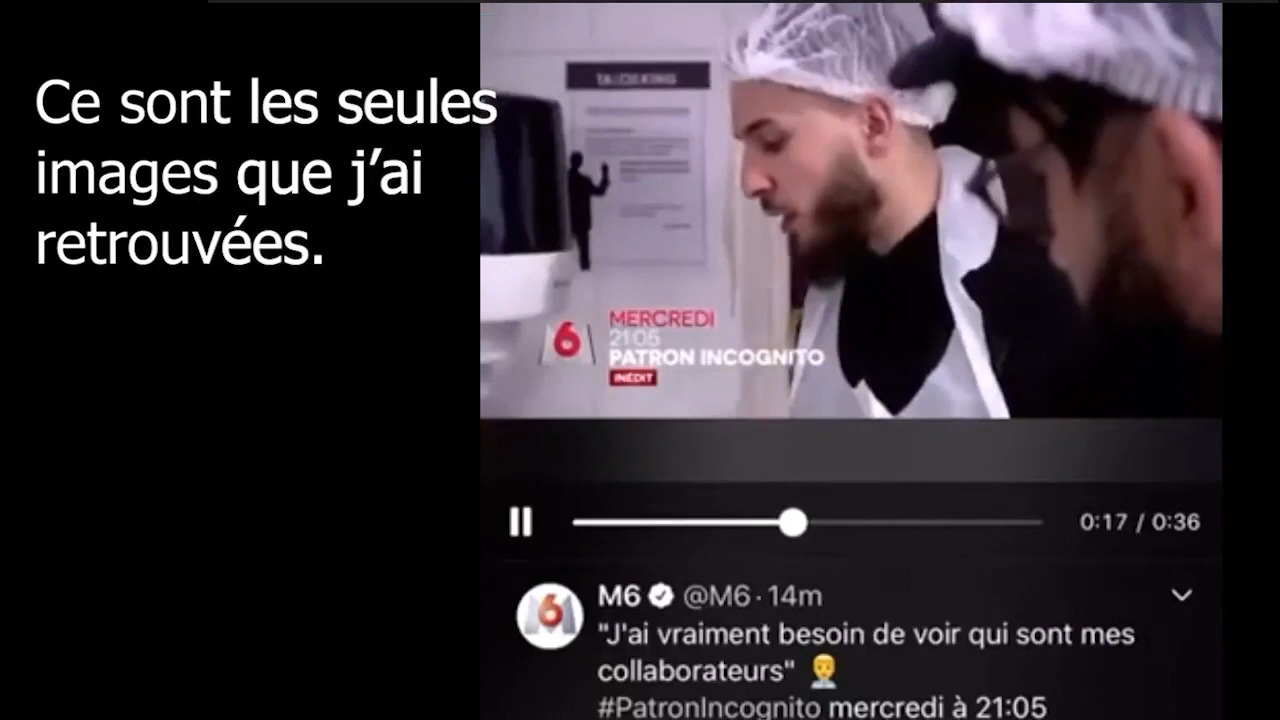 Ce sont les seules
images que j’ai
retrouvées.
6
MERCREDI
21:05
PATRON INCOGNITO
INÉDIT
0:17 / 0:36
M6 @M6 · 14m
"J'ai vraiment besoin de voir qui sont mes
collaborateurs" 👨‍💼
#PatronIncognito mercredi à 21:05